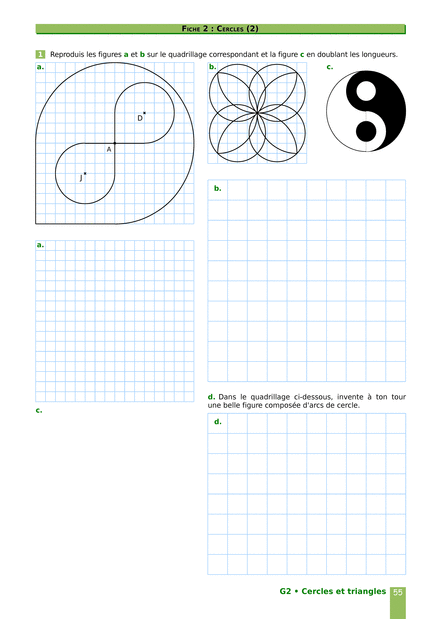 Fiche 2 : Cercles (2)
1 Reproduis les figures a et b sur le quadrillage correspondant et la figure c en doublant les longueurs.
a.
b.
c.
D
A
J
b.
a.
d. Dans le quadrillage ci-dessous, invente à ton tour
une belle figure composée d'arcs de cercle.
c.
d.
G2 • Cercles et triangles 55